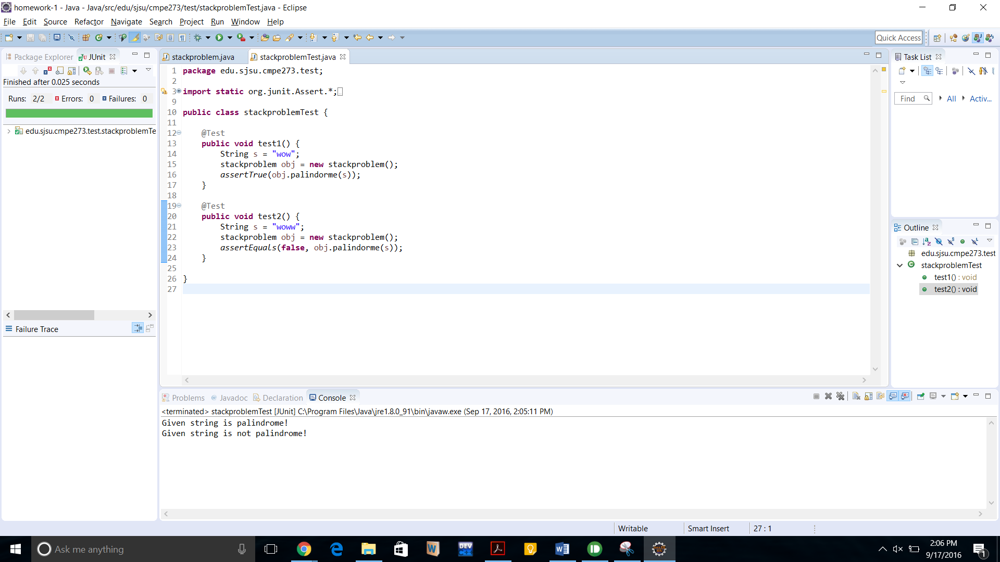 homework-1 - Java - Java/src/edu/sjsu/cmpe273/test/stackproblemTest.java - Eclipse
File Edit Source Refactor Navigate Search Project Run Window Help
Quick Access
Package Explorer JUnit
Finished after 0.025 seconds
Runs: 2/2 Errors: 0 Failures: 0
edu.sjsu.cmpe273.test.stackproblemTe
Failure Trace
stackproblem.java stackproblemTest.java
1 package edu.sjsu.cmpe273.test;
2
3 import static org.junit.Assert.*;
9
10 public class stackproblemTest {
11
12 @Test
13 public void test1() {
14 String s = "wow";
15 stackproblem obj = new stackproblem();
16 assertTrue(obj.palindorme(s));
17 }
18
19 @Test
20 public void test2() {
21 String s = "woww";
22 stackproblem obj = new stackproblem();
23 assertEquals(false, obj.palindorme(s));
24 }
25
26 }
27
Task List
Find All Activ...
Outline
edu.sjsu.cmpe273.test
stackproblemTest
test1() : void
test2() : void
Problems @ Javadoc Declaration Console
<terminated> stackproblemTest [JUnit] C:\Program Files\Java\jre1.8.0_91\bin\javaw.exe (Sep 17, 2016, 2:05:11 PM)
Given string is palindrome!
Given string is not palindrome!
Writable Smart Insert 27 : 1
Ask me anything
DEV
2:06 PM
9/17/2016
1